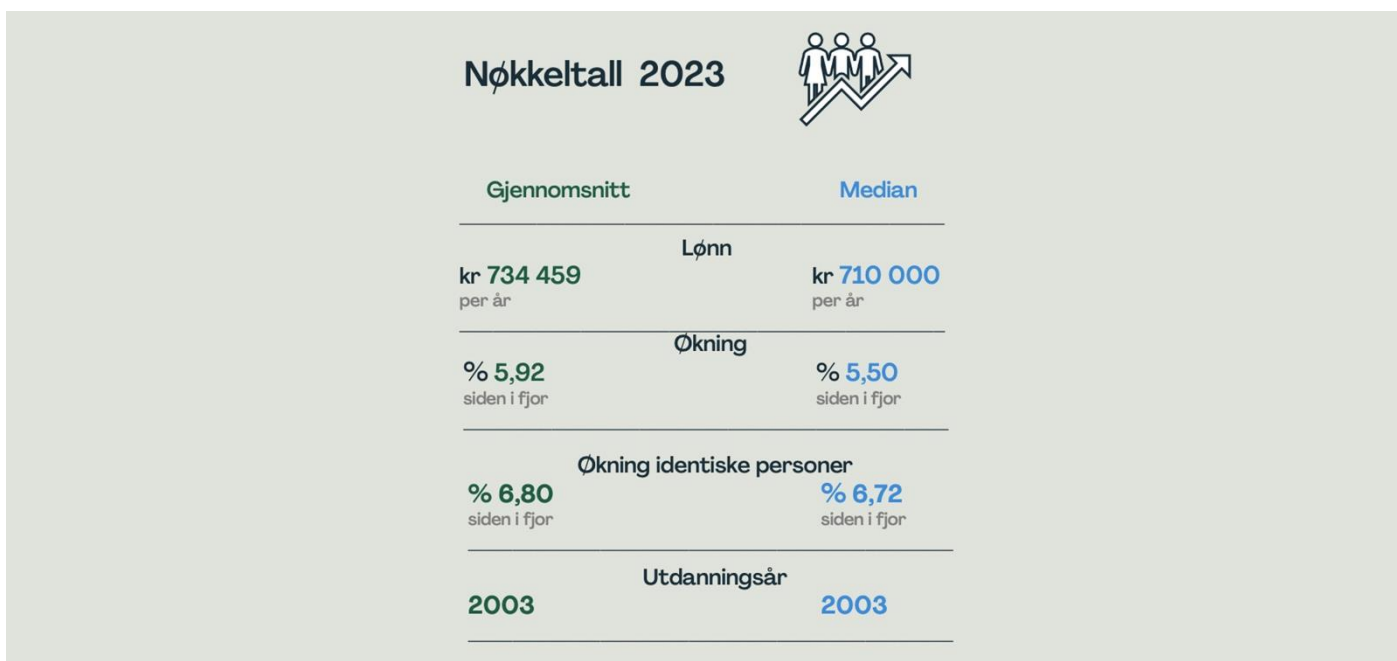 Nøkkeltall 2023
Gjennomsnitt Median
Lønn
kr 734 459 kr 710 000
per år per år
Økning
% 5,92 % 5,50
siden i fjor siden i fjor
Økning identiske personer
% 6,80 % 6,72
siden i fjor siden i fjor
Utdanningsår
2003 2003